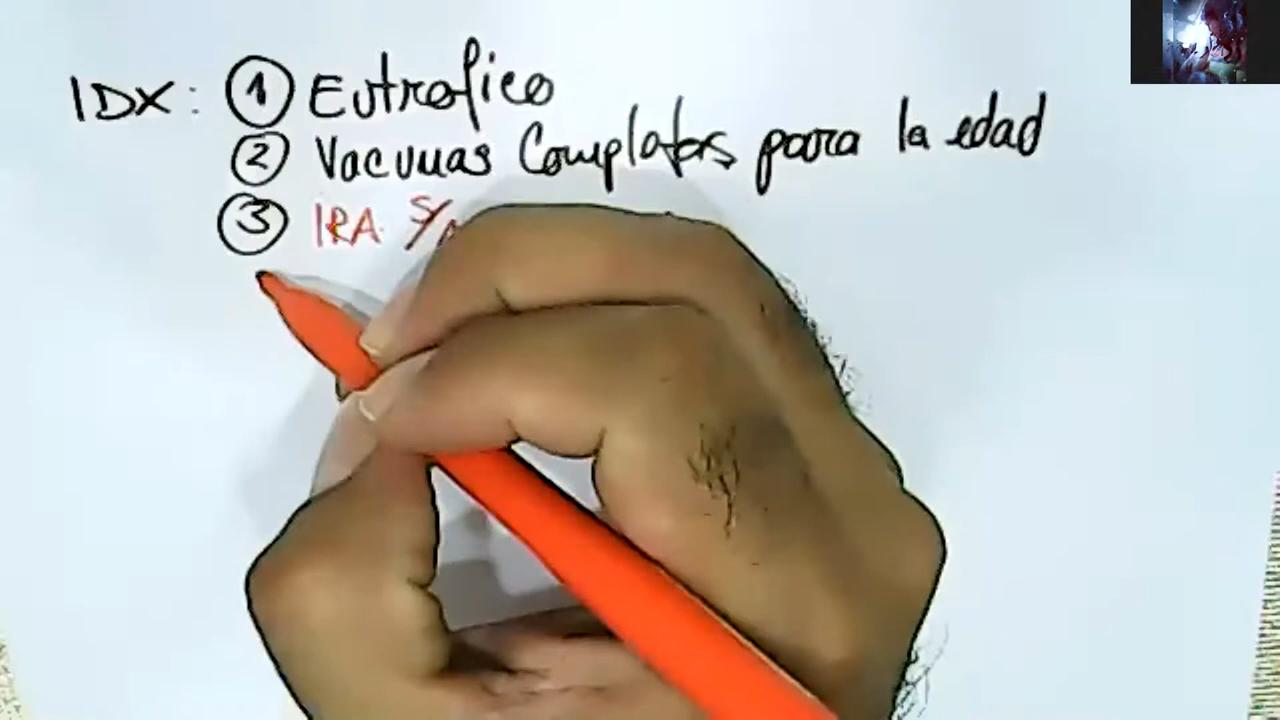 IDX: ① Eutrofico
② Vacunas Completas para la edad
③ IRA S/